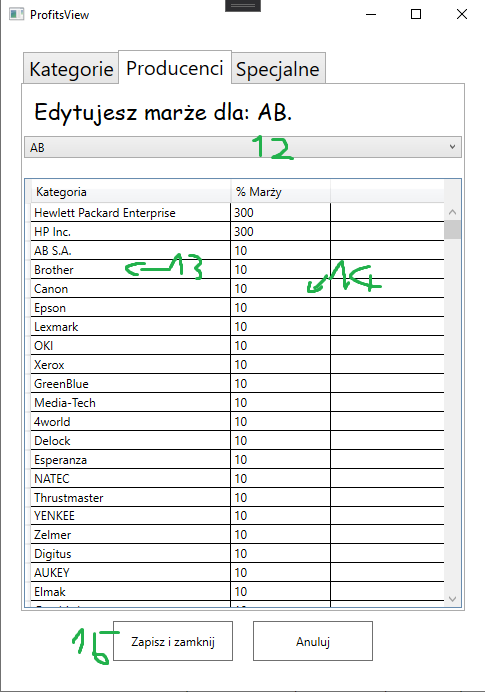 ProfitsView
Kategorie Producenci Specjalne
Edytujesz marże dla: AB.
AB
12
Kategoria % Marży
Hewlett Packard Enterprise 300
HP Inc. 300
AB S.A. 10
Brother 13 10
Canon 10 14
Epson 10
Lexmark 10
OKI 10
Xerox 10
GreenBlue 10
Media-Tech 10
4world 10
Delock 10
Esperanza 10
NATEC 10
Thrustmaster 10
YENKEE 10
Zelmer 10
Digitus 10
AUKEY 10
Elmak 10
15 Zapisz i zamknij Anuluj